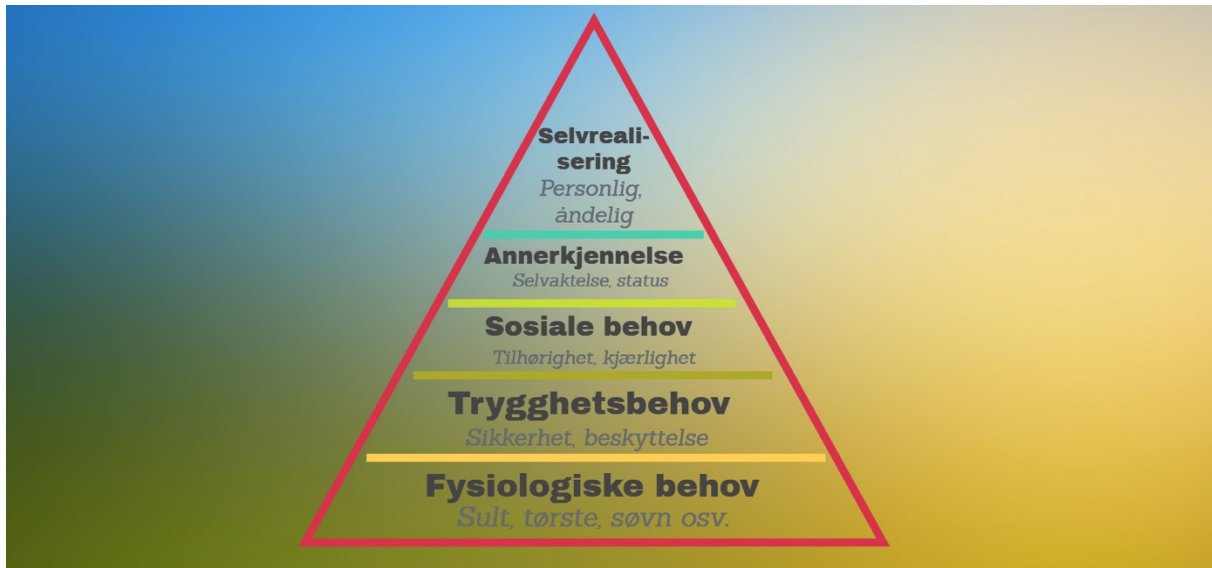 Selvreali-
sering
Personlig,
åndelig
Annerkjennelse
Selvaktelse, status
Sosiale behov
Tilhørighet, kjærlighet
Trygghetsbehov
Sikkerhet, beskyttelse
Fysiologiske behov
Sult, tørste, søvn osv.